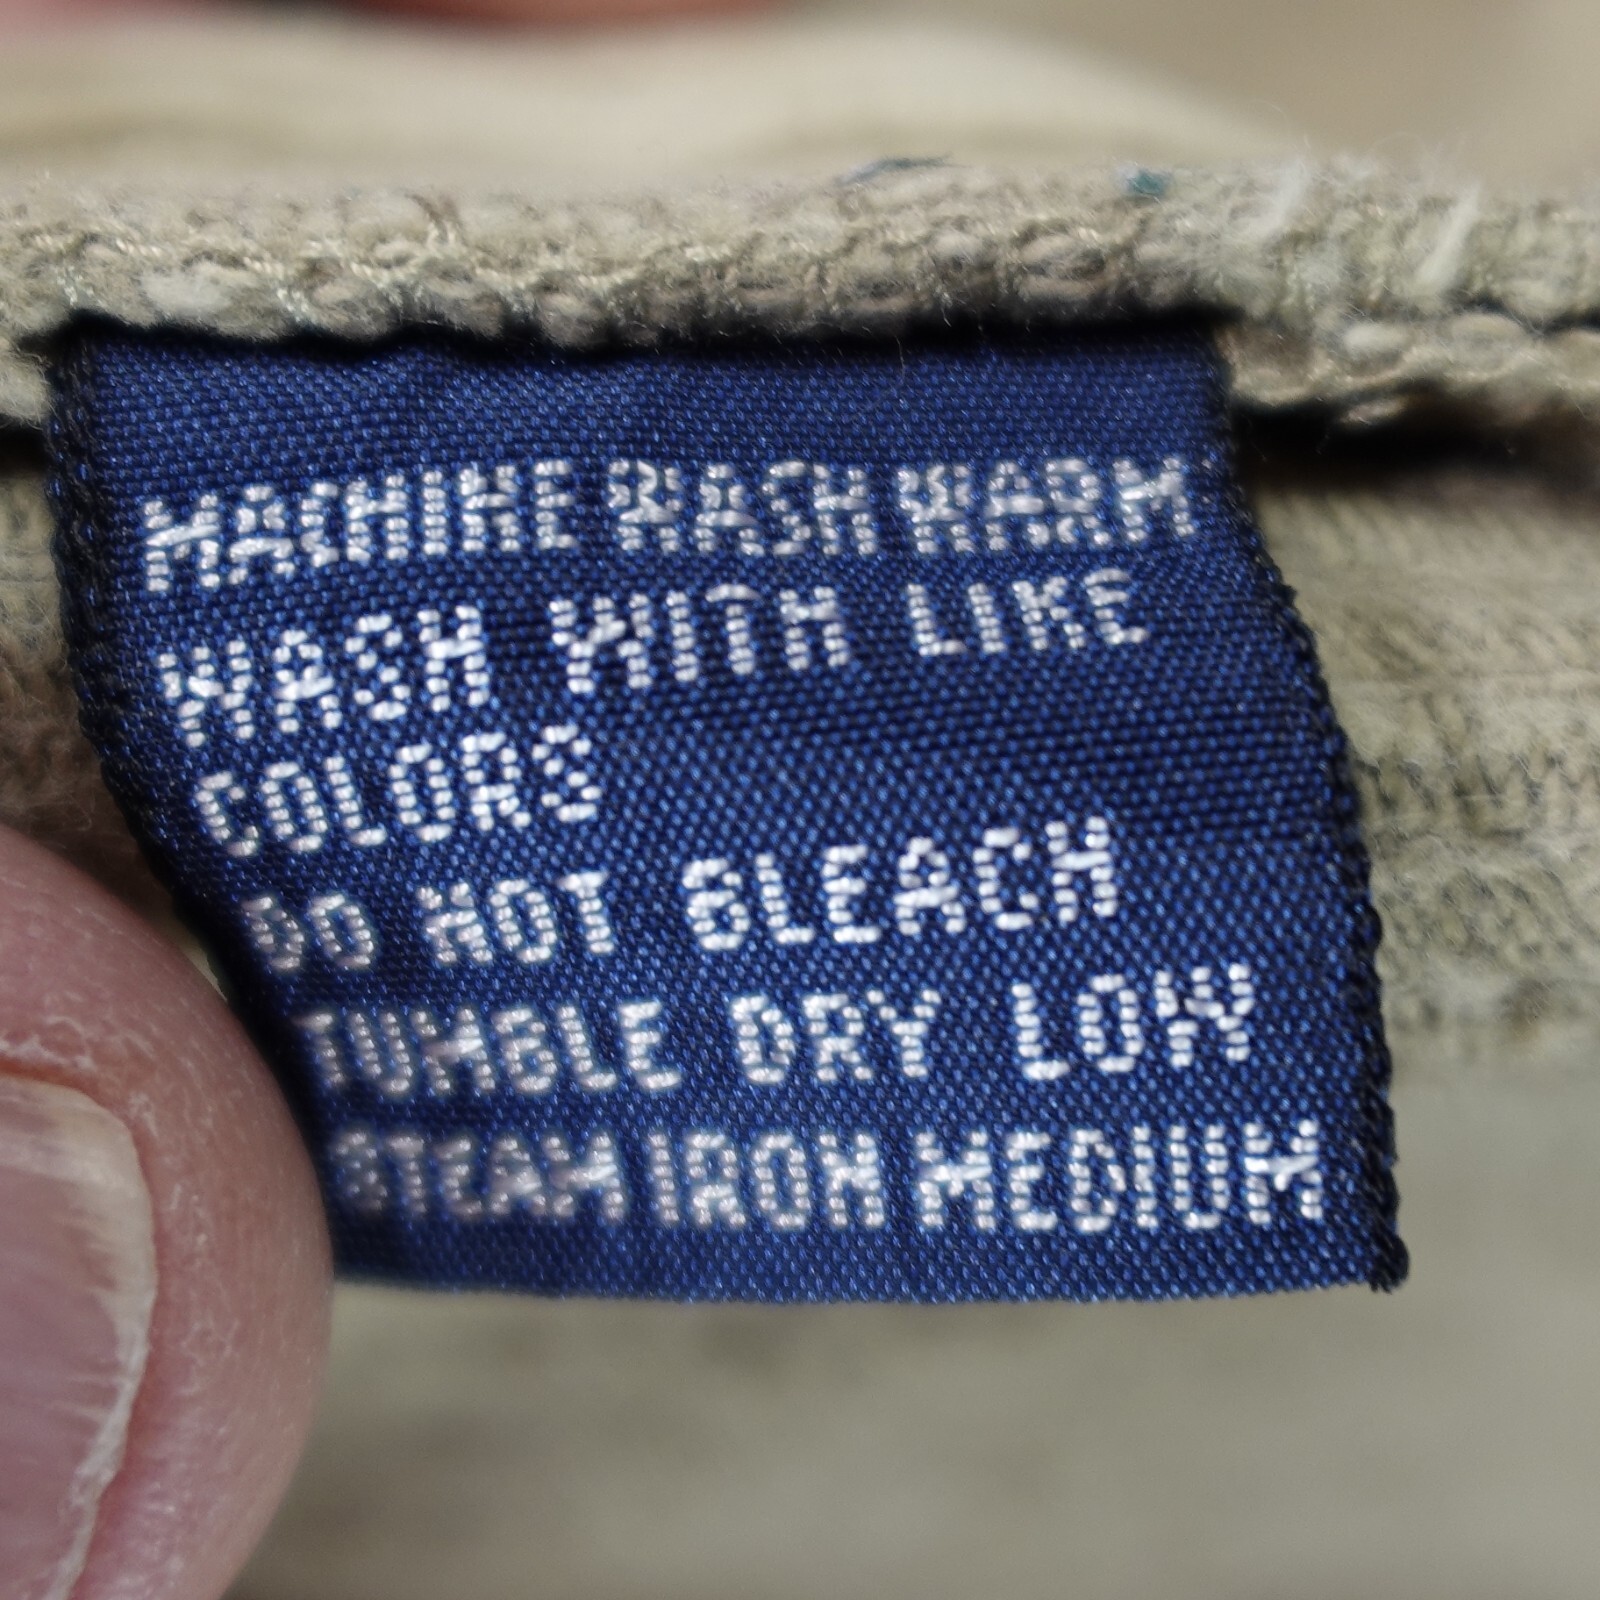 MACHINE WASH WARM
WASH WITH LIKE
COLORS
DO NOT BLEACH
TUMBLE DRY LOW
STEAM IRON MEDIUM